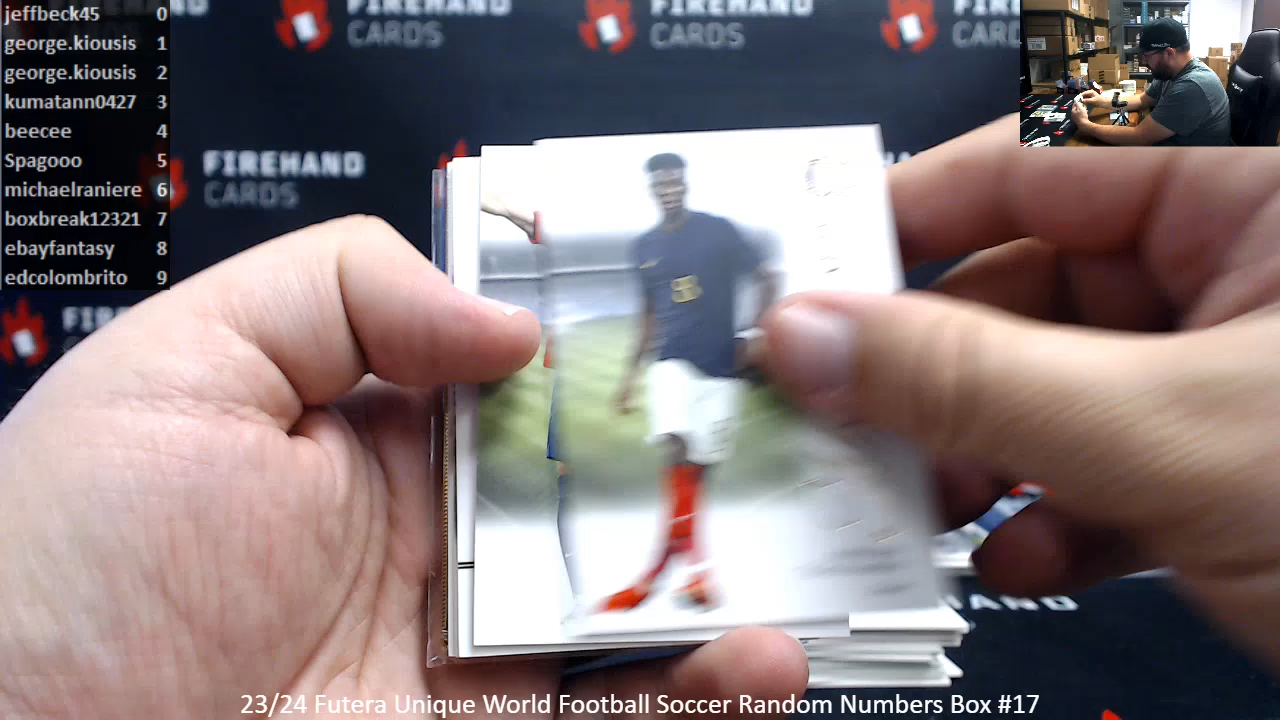 jeffbeck45 0
george.kiousis 1
george.kiousis 2
kumatann0427 3
beecee 4
Spagooo 5
michaelraniere 6
boxbreak12321 7
ebayfantasy 8
edcolombrito 9
FIREHAND
CARDS
FIREHAND
CARDS
FIREHAND
CARDS
23/24 Futera Unique World Football Soccer Random Numbers Box #17